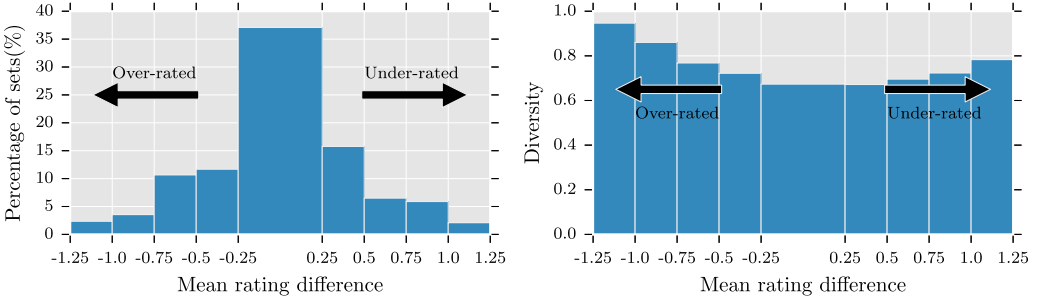 40
35
30
25
20
15
10
5
0
Percentage of sets(%)
Over-rated
Under-rated
-1.25 -1.0 -0.75 -0.5 -0.25 0.25 0.5 0.75 1.0 1.25
Mean rating difference
1.0
0.8
0.6
0.4
0.2
0.0
Diversity
Over-rated
Under-rated
-1.25 -1.0 -0.75 -0.5 -0.25 0.25 0.5 0.75 1.0 1.25
Mean rating difference